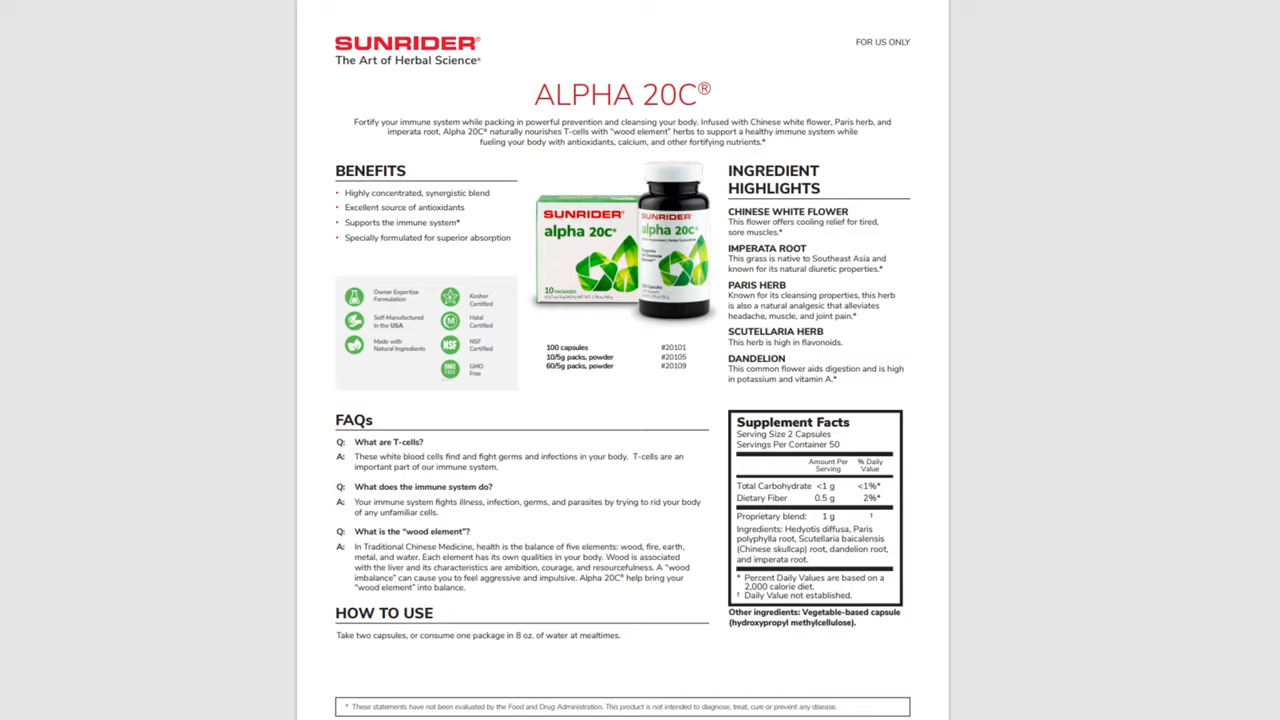 SUNRIDER®
The Art of Herbal Science®
FOR US ONLY
ALPHA 20C®
Fortify your immune system while packing in powerful prevention and cleansing your body. Infused with Chinese white flower, Paris herb, and
imperata root, Alpha 20C® naturally nourishes T-cells with “wood element” herbs to support a healthy immune system while
fueling your body with antioxidants, calcium, and other fortifying nutrients.*
BENEFITS
• Highly concentrated, synergistic blend
• Excellent source of antioxidants
• Supports the immune system*
• Specially formulated for superior absorption
Owner Expertise
Formulation
Self-Manufactured
in the USA
Made with
Natural Ingredients
Kosher
Certified
Halal
Certified
NSF
NSF
Certified
GMO
FREE
GMO
Free
SUNRIDER®
alpha 20C®
10 PACKAGES
SUNRIDER®
alpha 20C®
100 capsules #20101
10/5g packs, powder #20105
60/5g packs, powder #20109
INGREDIENT
HIGHLIGHTS
CHINESE WHITE FLOWER
This flower offers cooling relief for tired,
sore muscles.*
IMPERATA ROOT
This grass is native to Southeast Asia and
known for its natural diuretic properties.*
PARIS HERB
Known for its cleansing properties, this herb
is also a natural analgesic that alleviates
headache, muscle, and joint pain.*
SCUTELLARIA HERB
This herb is high in flavonoids.
DANDELION
This common flower aids digestion and is high
in potassium and vitamin A.*
FAQs
Q: What are T-cells?
A: These white blood cells find and fight germs and infections in your body. T-cells are an
important part of our immune system.
Q: What does the immune system do?
A: Your immune system fights illness, infection, germs, and parasites by trying to rid your body
of any unfamiliar cells.
Q: What is the “wood element”?
A: In Traditional Chinese Medicine, health is the balance of five elements: wood, fire, earth,
metal, and water. Each element has its own qualities in your body. Wood is associated
with the liver and its characteristics are ambition, courage, and resourcefulness. A “wood
imbalance” can cause you to feel aggressive and impulsive. Alpha 20C® help bring your
“wood element” into balance.
HOW TO USE
Take two capsules, or consume one package in 8 oz. of water at mealtimes.
Supplement Facts
Serving Size 2 Capsules
Servings Per Container 50
Amount Per % Daily
Serving Value
Total Carbohydrate <1 g <1%*
Dietary Fiber 0.5 g 2%*
Proprietary blend: 1 g †
Ingredients: Hedyotis diffusa, Paris
polyphylla root, Scutellaria baicalensis
(Chinese skullcap) root, dandelion root,
and imperata root.
* Percent Daily Values are based on a
2,000 calorie diet.
† Daily Value not established.
Other ingredients: Vegetable-based capsule
(hydroxypropyl methylcellulose).
* These statements have not been evaluated by the Food and Drug Administration. This product is not intended to diagnose, treat, cure or prevent any disease.